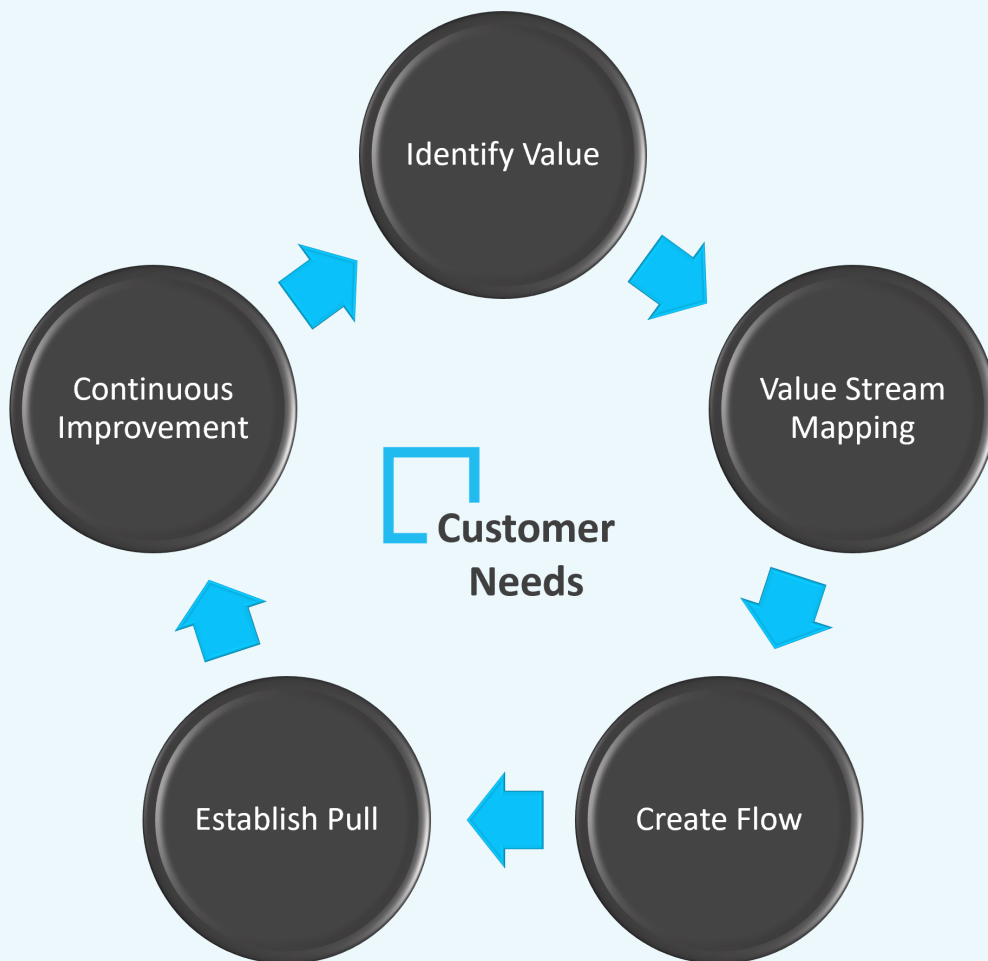 Identify Value
Continuous
Improvement
Value Stream
Mapping
Customer
Needs
Establish Pull
Create Flow